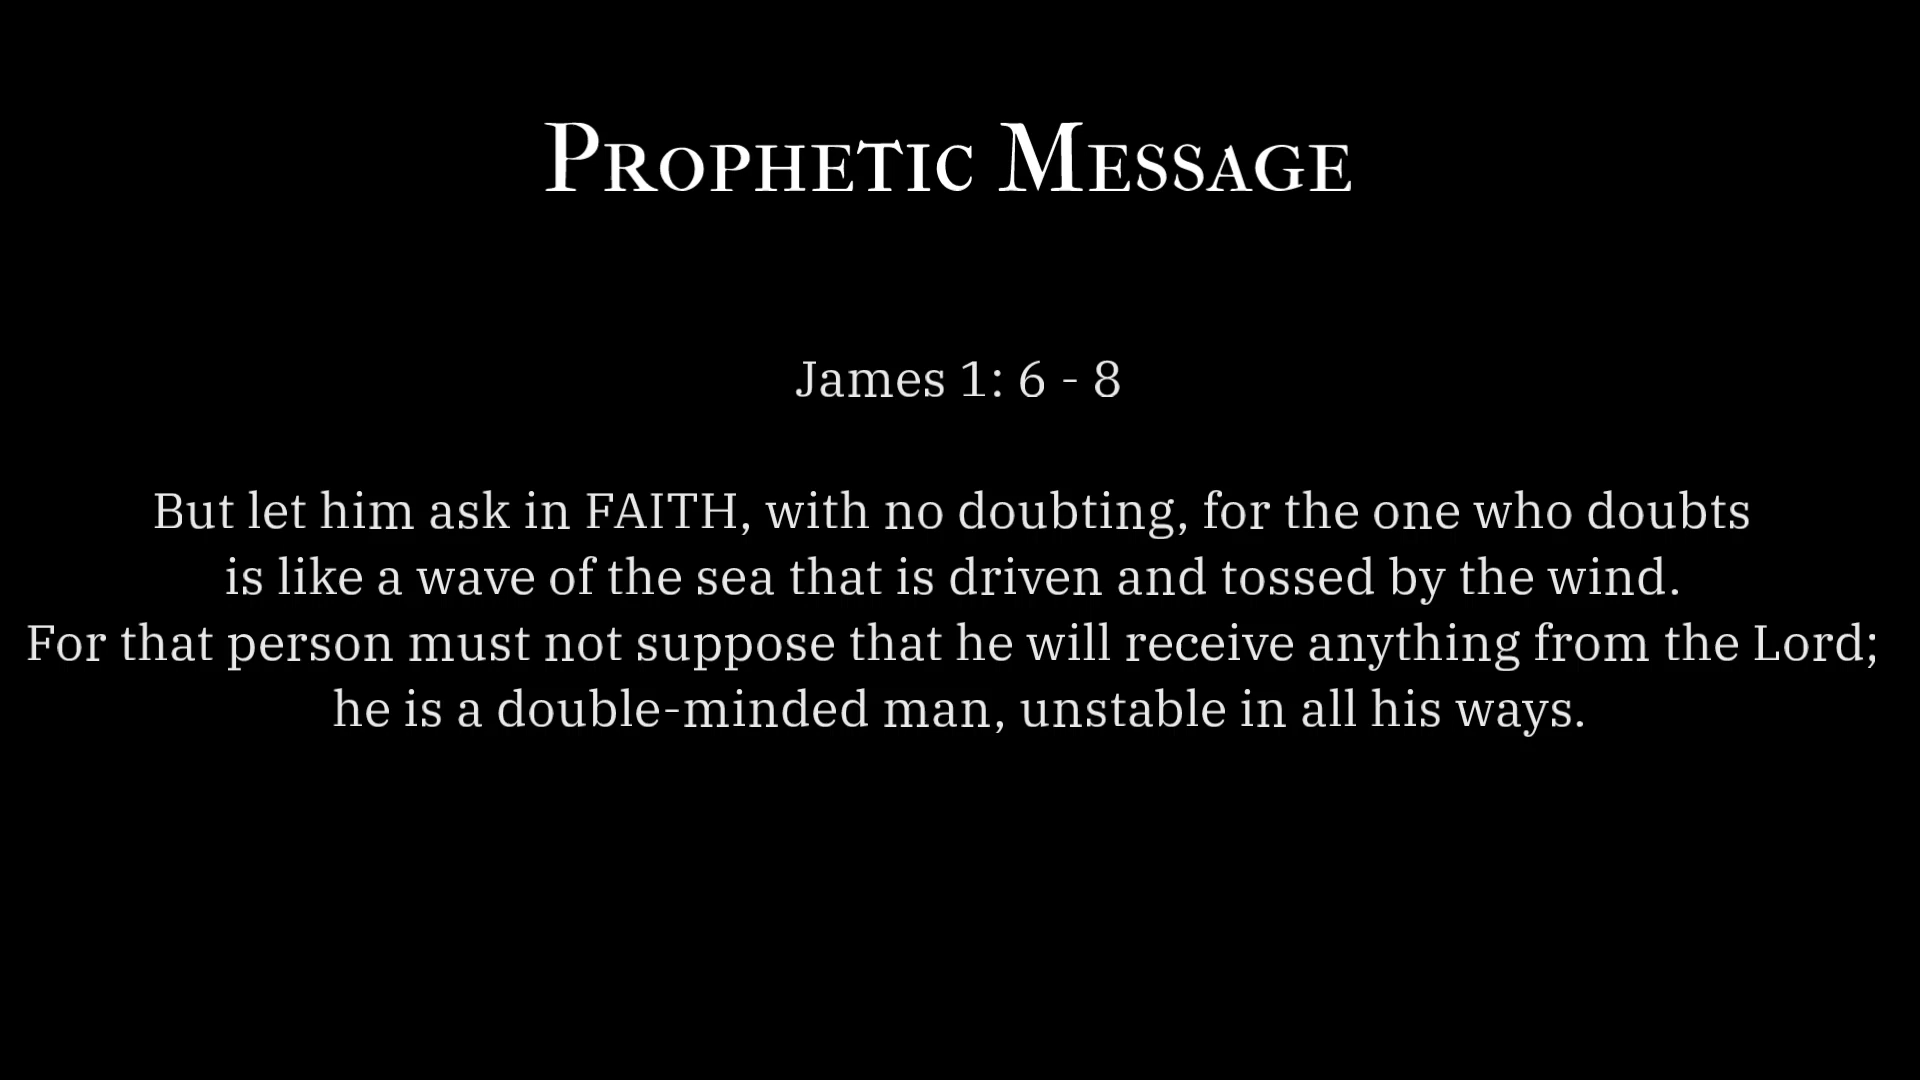 Prophetic Message
James 1: 6 - 8
But let him ask in FAITH, with no doubting, for the one who doubts
is like a wave of the sea that is driven and tossed by the wind.
For that person must not suppose that he will receive anything from the Lord;
he is a double-minded man, unstable in all his ways.